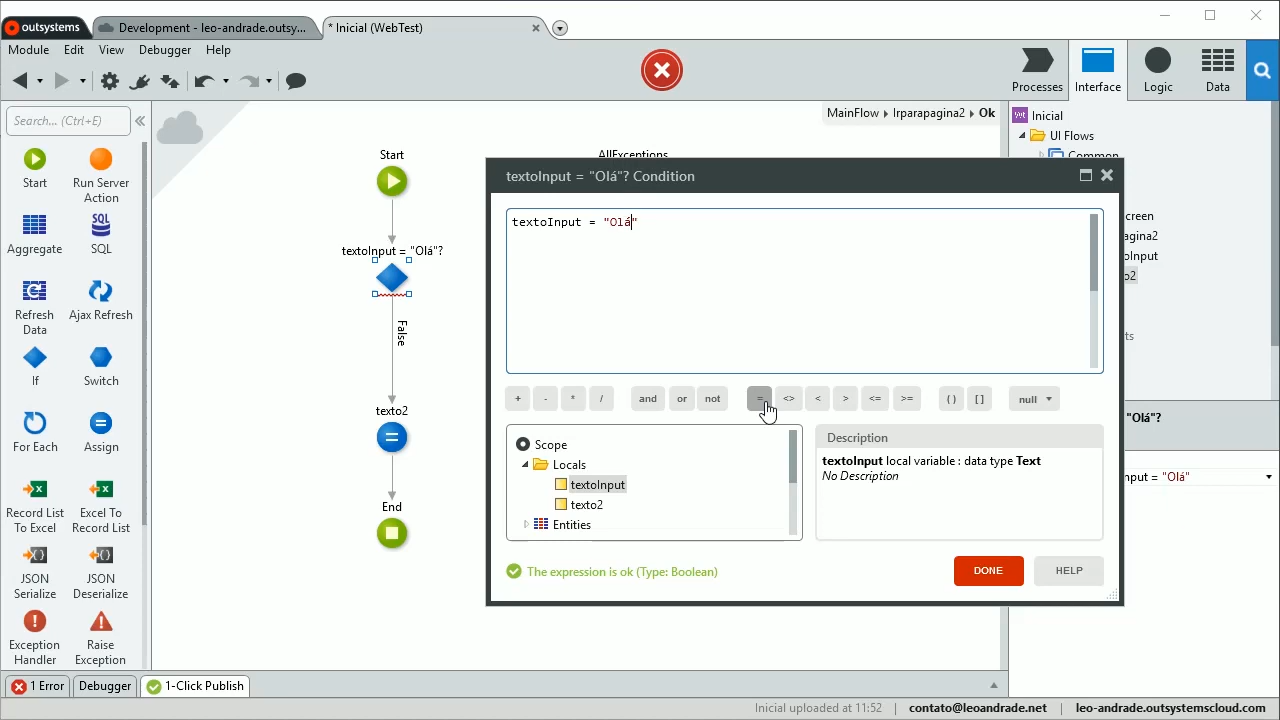 outsystems
Development - leo-andrade.outsy...
* Inicial (WebTest)
Module Edit View Debugger Help
Processes Interface Logic Data
Search... (Ctrl+E)
MainFlow Irparapagina2 Ok
Start
Run Server
Action
Aggregate
SQL
Refresh
Data
Ajax Refresh
If
Switch
For Each
Assign
Record List
To Excel
Excel To
Record List
JSON
Serialize
JSON
Deserialize
Exception
Handler
Raise
Exception
Start
AllExceptions
textoInput = "Olá"?
False
texto2
End
Inicial
UI Flows
Common
creen
agina2
oInput
o2
ts
"Olá"?
nput = "Olá"
textoInput = "Olá"? Condition
textoInput = "Olá"
+ - * / and or not = <> < > <= >= ( ) [ ] null
Scope
Locals
textoInput
texto2
Entities
Description
textoInput local variable : data type Text
No Description
The expression is ok (Type: Boolean)
DONE HELP
1 Error Debugger 1-Click Publish
Inicial uploaded at 11:52 contato@leoandrade.net leo-andrade.outsystemscloud.com